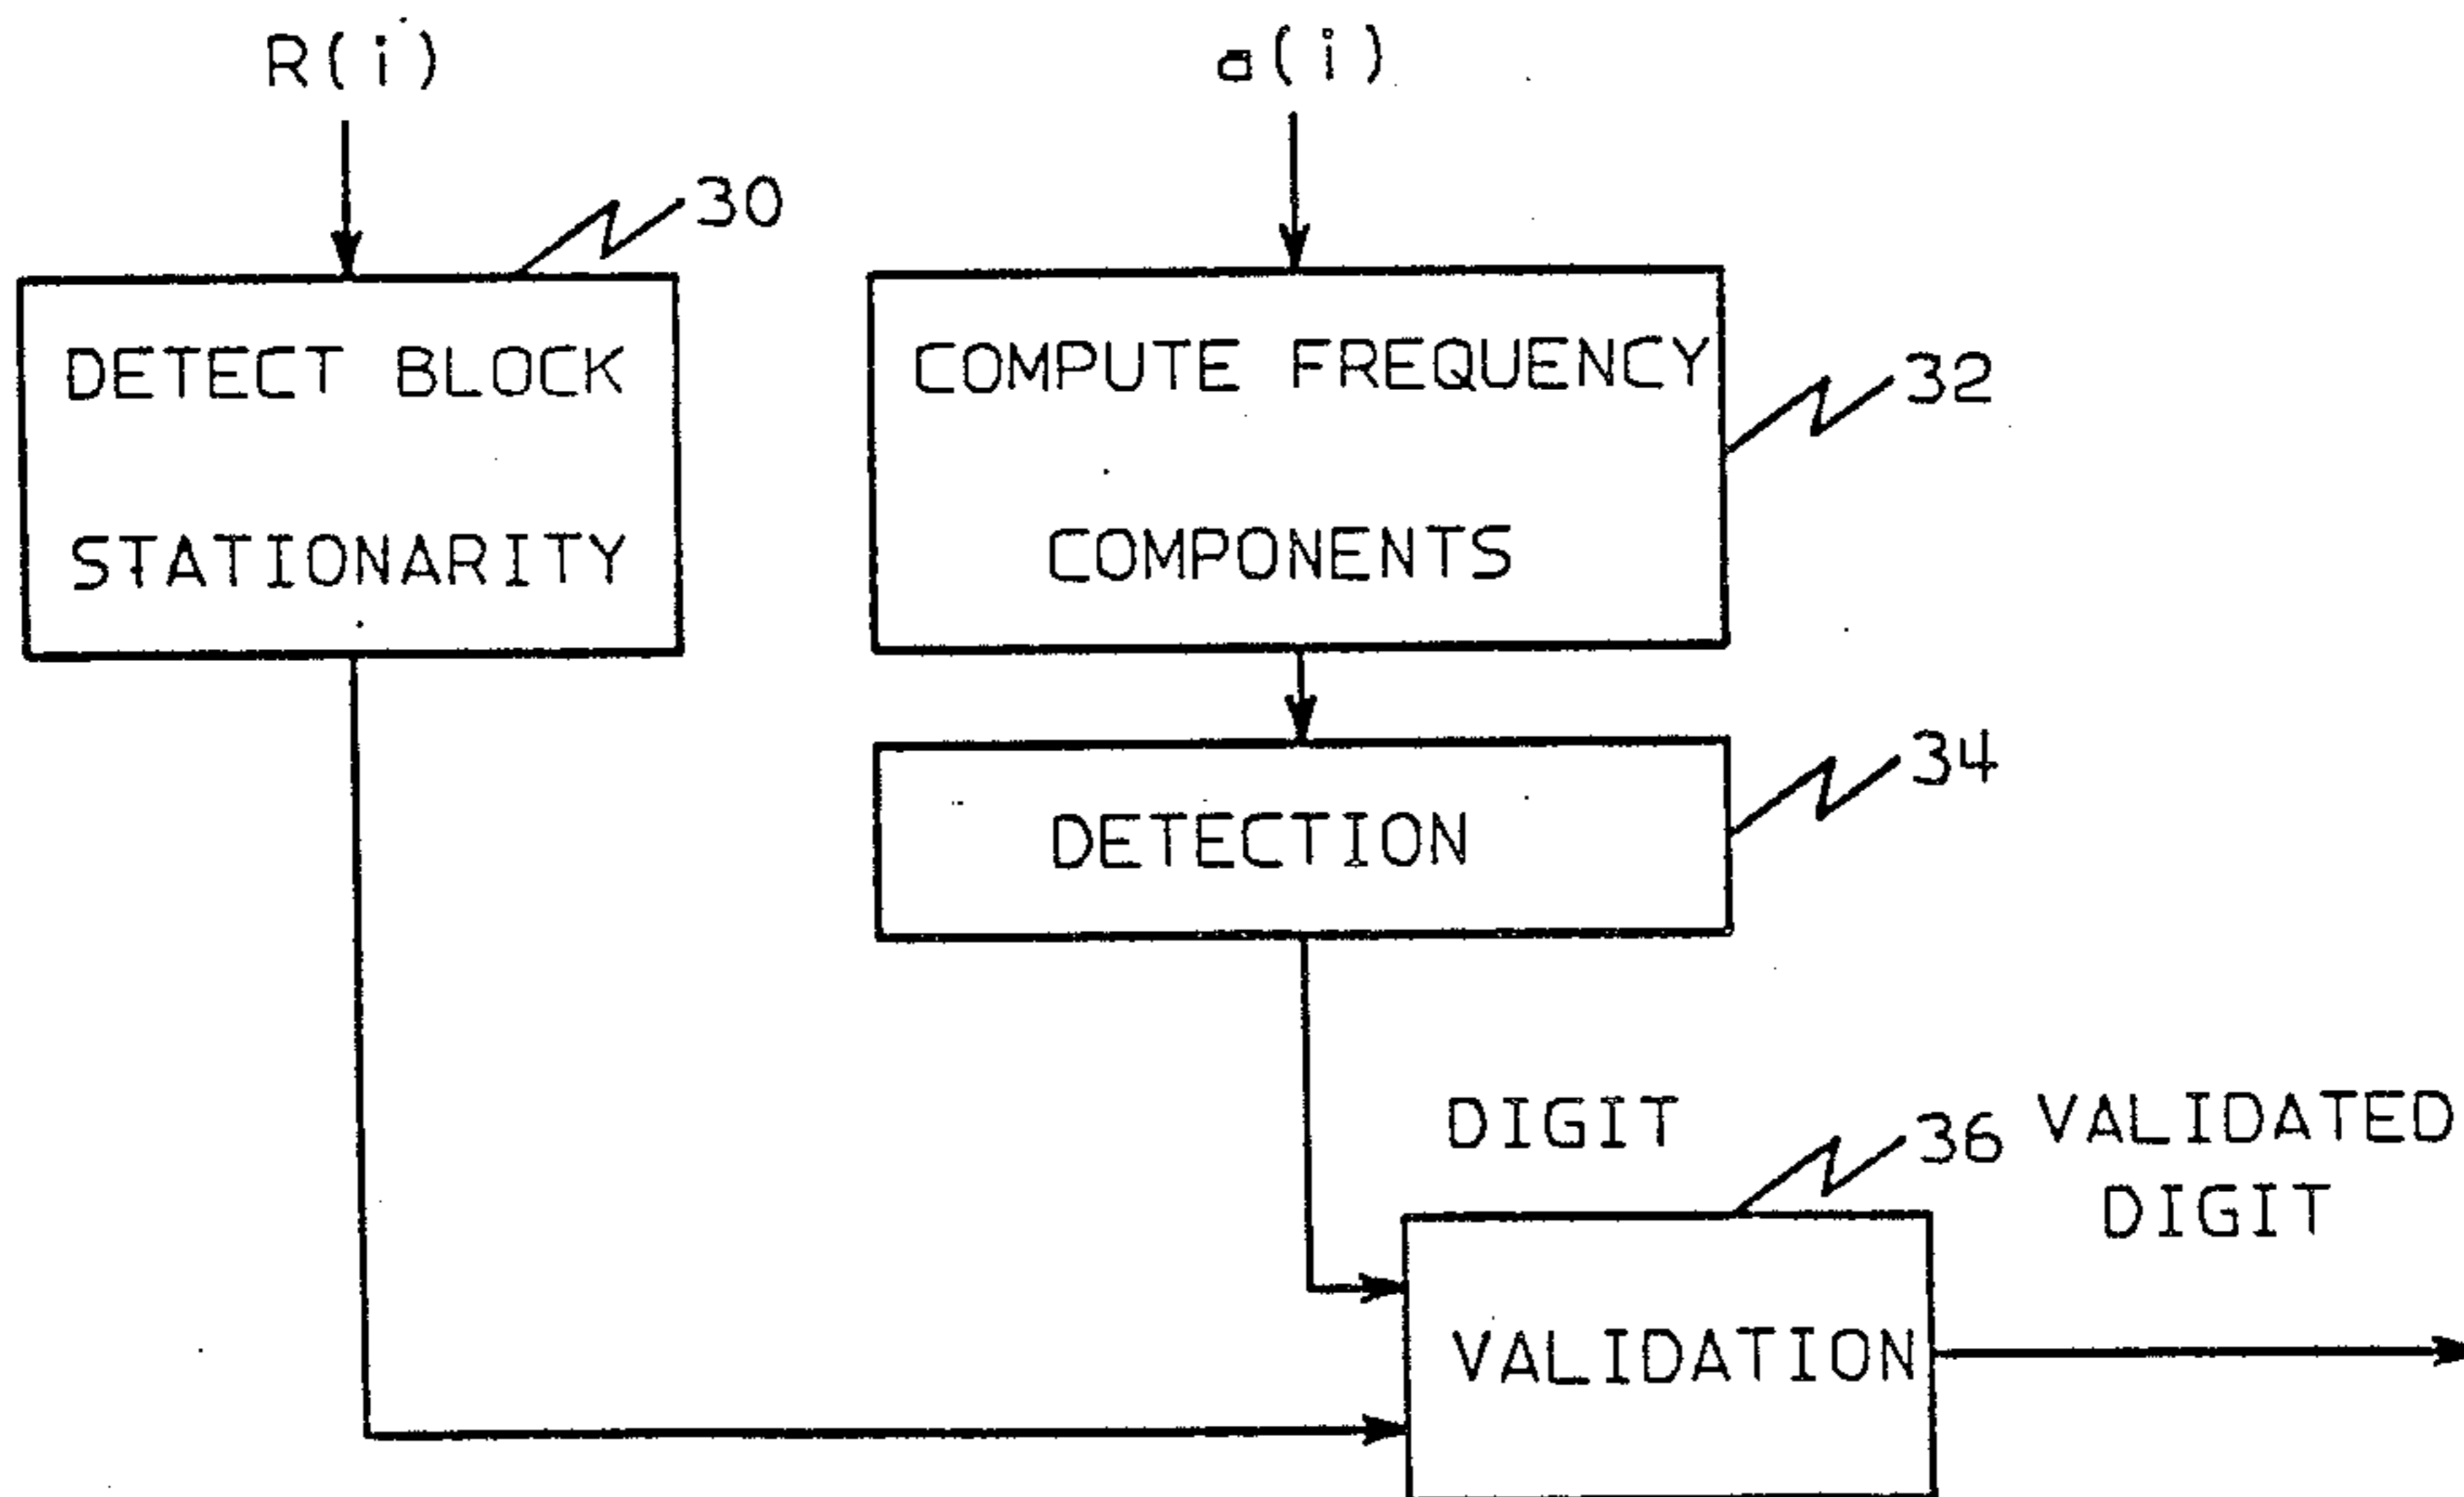 R(i)
a(i)
30
DETECT BLOCK
STATIONARITY
COMPUTE FREQUENCY
COMPONENTS
32
DETECTION
34
DIGIT
36
VALIDATED
DIGIT
VALIDATION